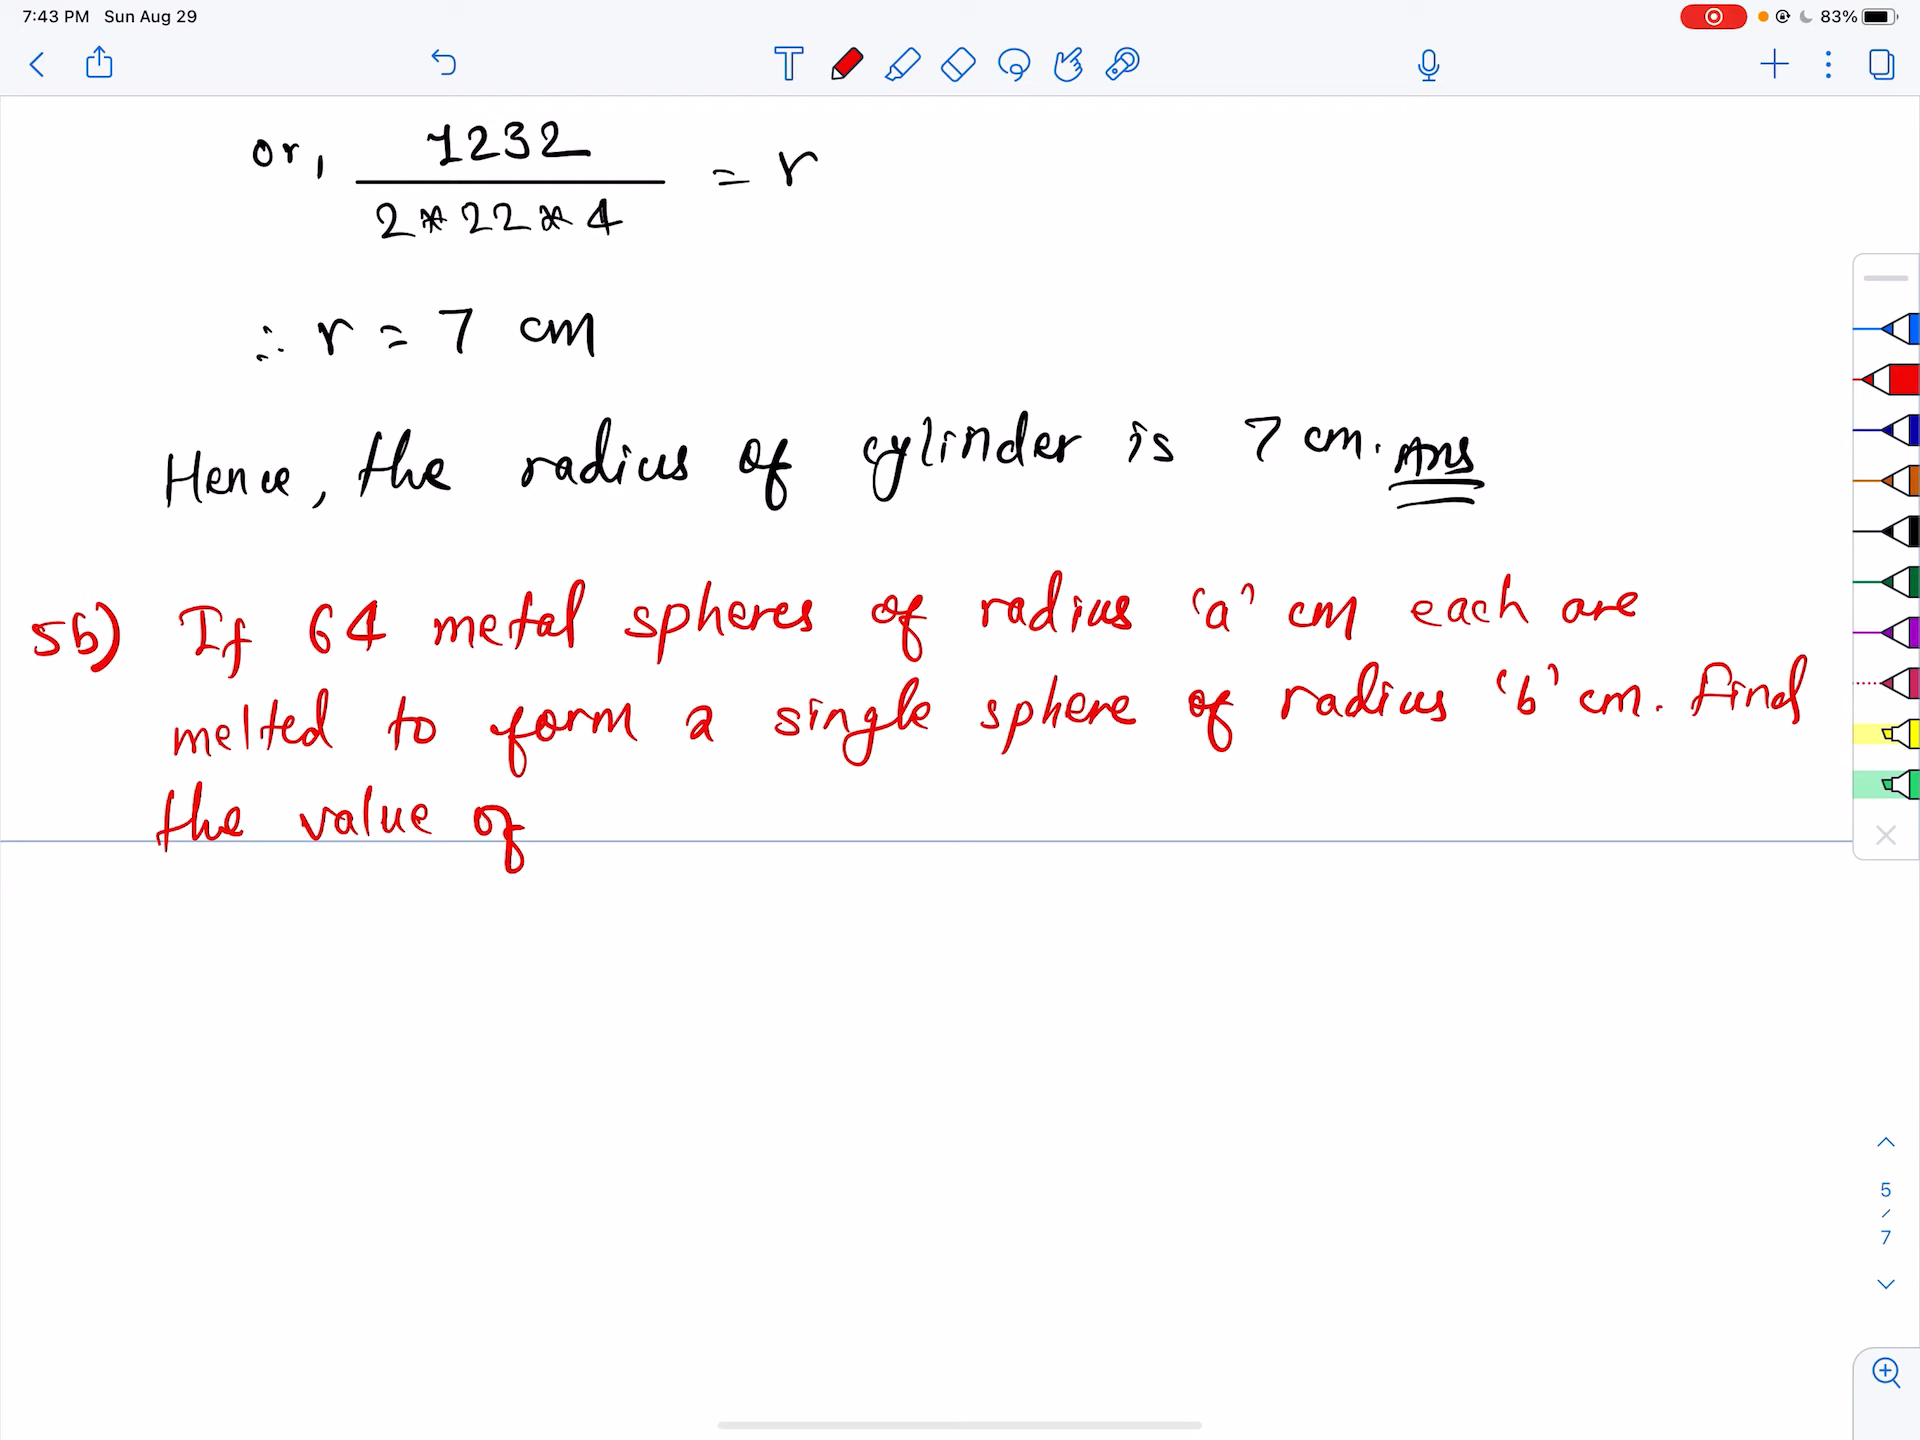 7:43 PM Sun Aug 29
83%
T
or, 1232 / 2*22*4 = r
∴ r = 7 cm
Hence, the radius of cylinder is 7 cm. Ans
5b) If 64 metal spheres of radius 'a' cm each are
melted to form a single sphere of radius 'b' cm. Find
the value of
5
/
7